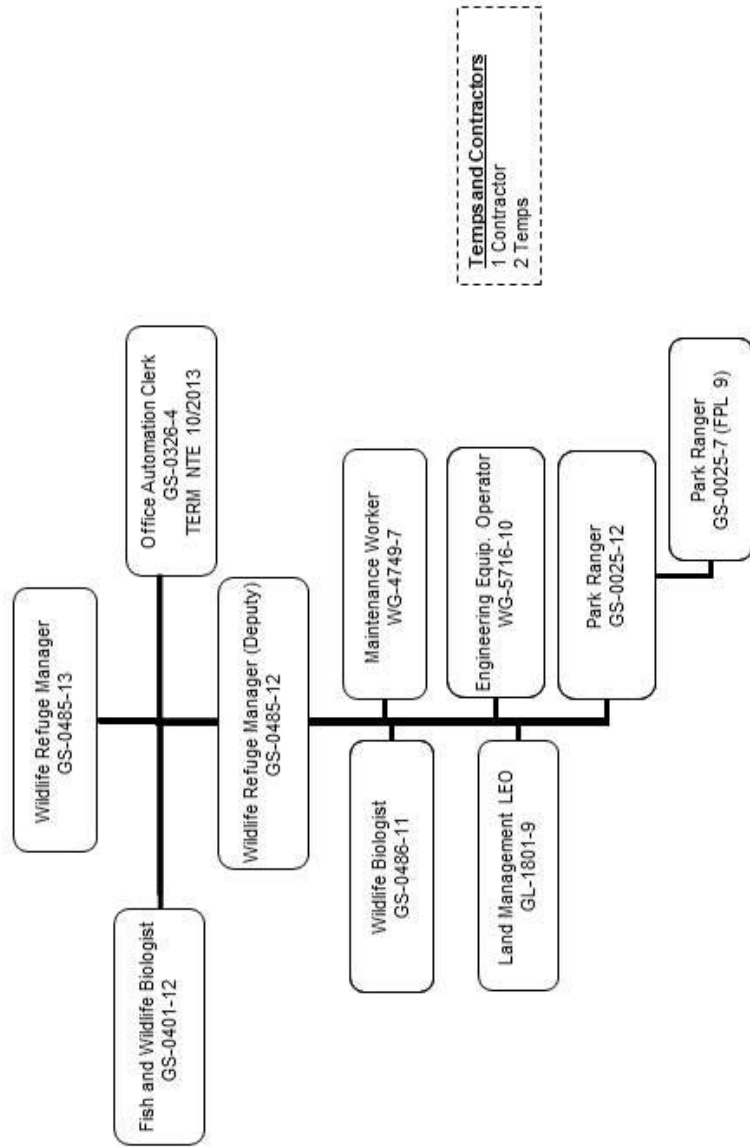 Wildlife Refuge Manager
GS-0485-13
Fish and Wildlife Biologist
GS-0401-12
Office Automation Clerk
GS-0326-4
TERM NTE 10/2013
Wildlife Refuge Manager (Deputy)
GS-0485-12
Wildlife Biologist
GS-0486-11
Maintenance Worker
WG-4749-7
Land Management LEO
GL-1801-9
Engineering Equip. Operator
WG-5716-10
Park Ranger
GS-0025-12
Park Ranger
GS-0025-7 (FPL 9)
Temps and Contractors
1 Contractor
2 Temps